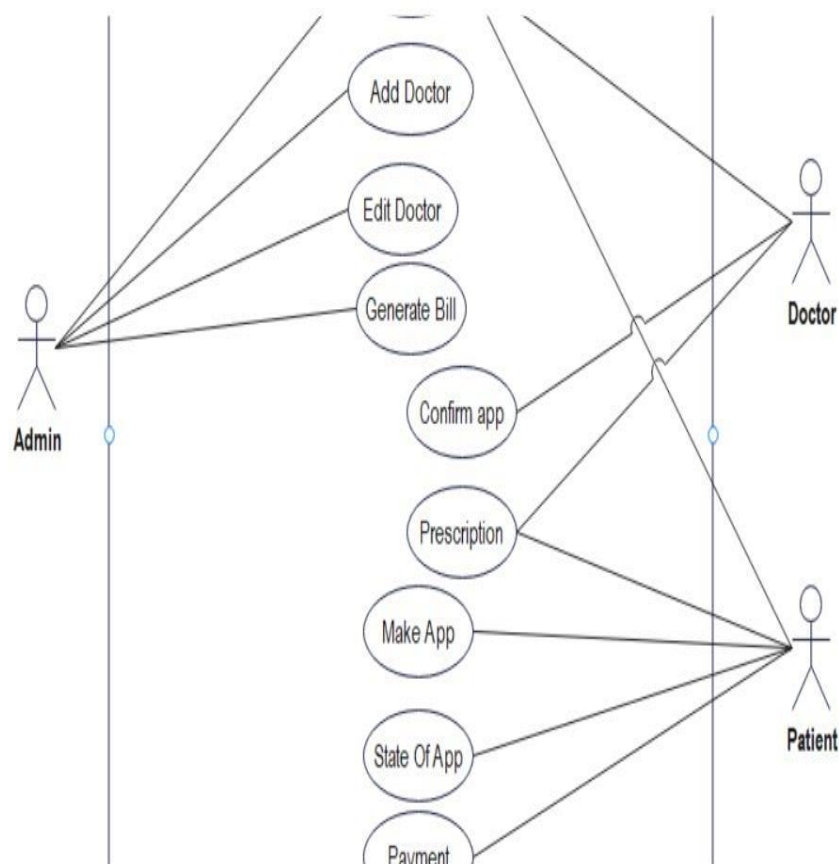 Add Doctor
Edit Doctor
Generate Bill
Doctor
Confirm app
Admin
Prescription
Make App
State Of App
Patient
Payment